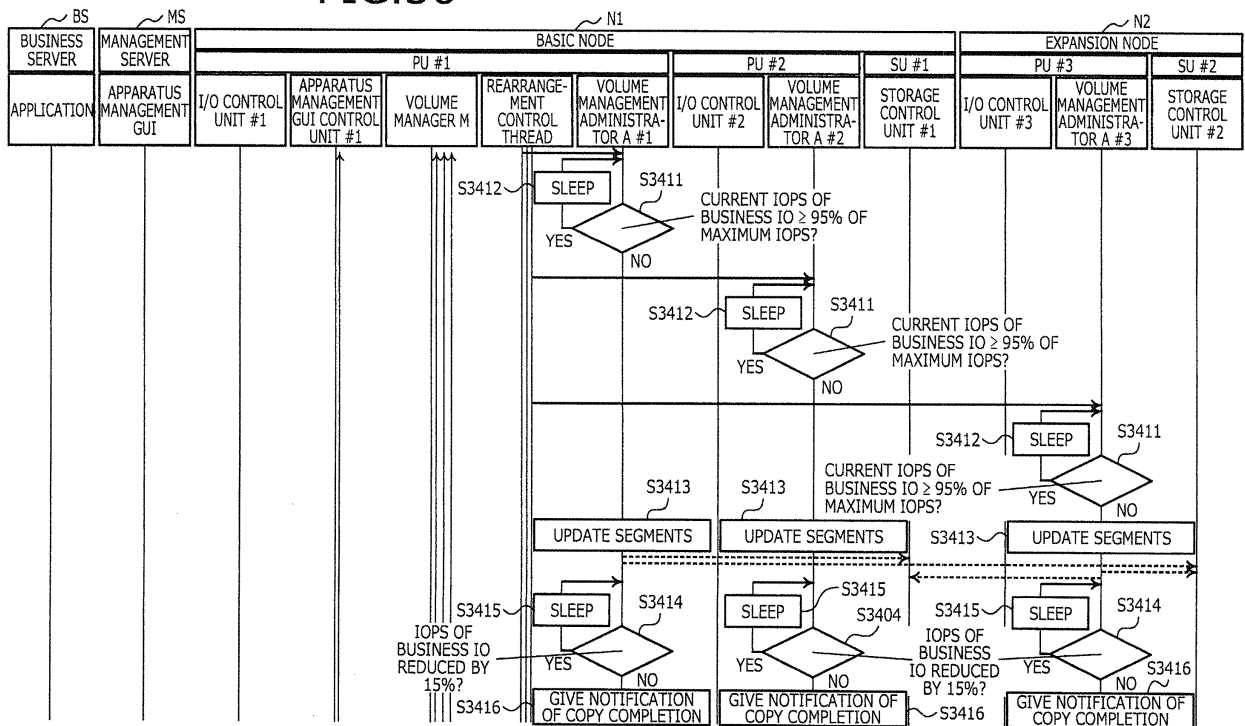 BS
MS
N1
N2
BUSINESS
SERVER
MANAGEMENT
SERVER
BASIC NODE
EXPANSION NODE
PU #1
PU #2
SU #1
PU #3
SU #2
APPLICATION
APPARATUS
MANAGEMENT
GUI
I/O CONTROL
UNIT #1
APPARATUS
MANAGEMENT
GUI CONTROL
UNIT #1
VOLUME
MANAGER M
REARRANGE-
MENT
CONTROL
THREAD
VOLUME
MANAGEMENT
ADMINISTRA-
TOR A #1
I/O CONTROL
UNIT #2
VOLUME
MANAGEMENT
ADMINISTRA-
TOR A #2
STORAGE
CONTROL
UNIT #1
I/O CONTROL
UNIT #3
VOLUME
MANAGEMENT
ADMINISTRA-
TOR A #3
STORAGE
CONTROL
UNIT #2
S3412
SLEEP
S3411
CURRENT IOPS OF
BUSINESS IO ≥ 95% OF
MAXIMUM IOPS?
YES
NO
S3412
SLEEP
S3411
CURRENT IOPS OF
BUSINESS IO ≥ 95% OF
MAXIMUM IOPS?
YES
NO
S3412
SLEEP
S3411
CURRENT IOPS OF
BUSINESS IO ≥ 95% OF
MAXIMUM IOPS?
YES
NO
S3413
S3413
UPDATE SEGMENTS
UPDATE SEGMENTS
S3413
UPDATE SEGMENTS
S3415
SLEEP
S3414
IOPS OF
BUSINESS IO
REDUCED BY
15%?
YES
NO
SLEEP
S3415
S3404
YES
NO
S3415
SLEEP
S3414
IOPS OF
BUSINESS
IO REDUCED
BY 15%?
YES
NO
S3416
S3416
GIVE NOTIFICATION
OF COPY COMPLETION
GIVE NOTIFICATION OF
COPY COMPLETION
S3416
GIVE NOTIFICATION OF
COPY COMPLETION